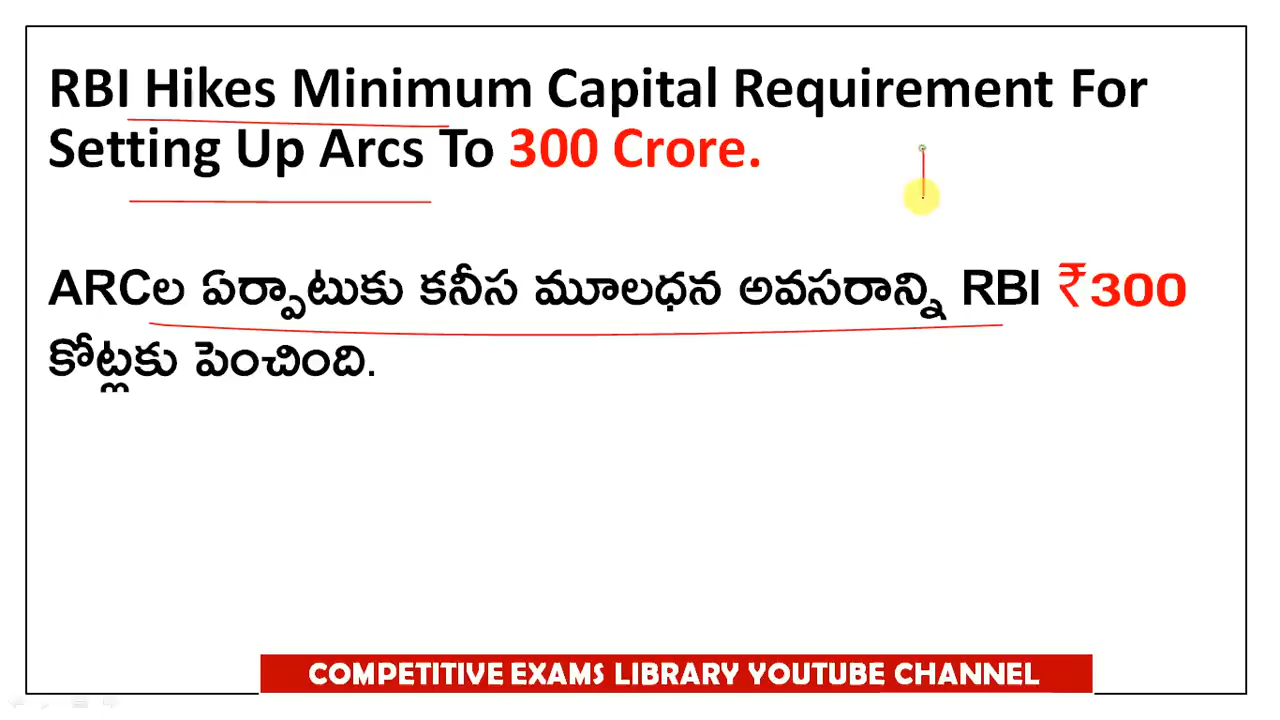 RBI Hikes Minimum Capital Requirement For
Setting Up Arcs To 300 Crore.
ARCల ఏర్పాటుకు కనీస మూలధన అవసరాన్ని RBI ₹300
కోట్లకు పెంచింది.
COMPETITIVE EXAMS LIBRARY YOUTUBE CHANNEL